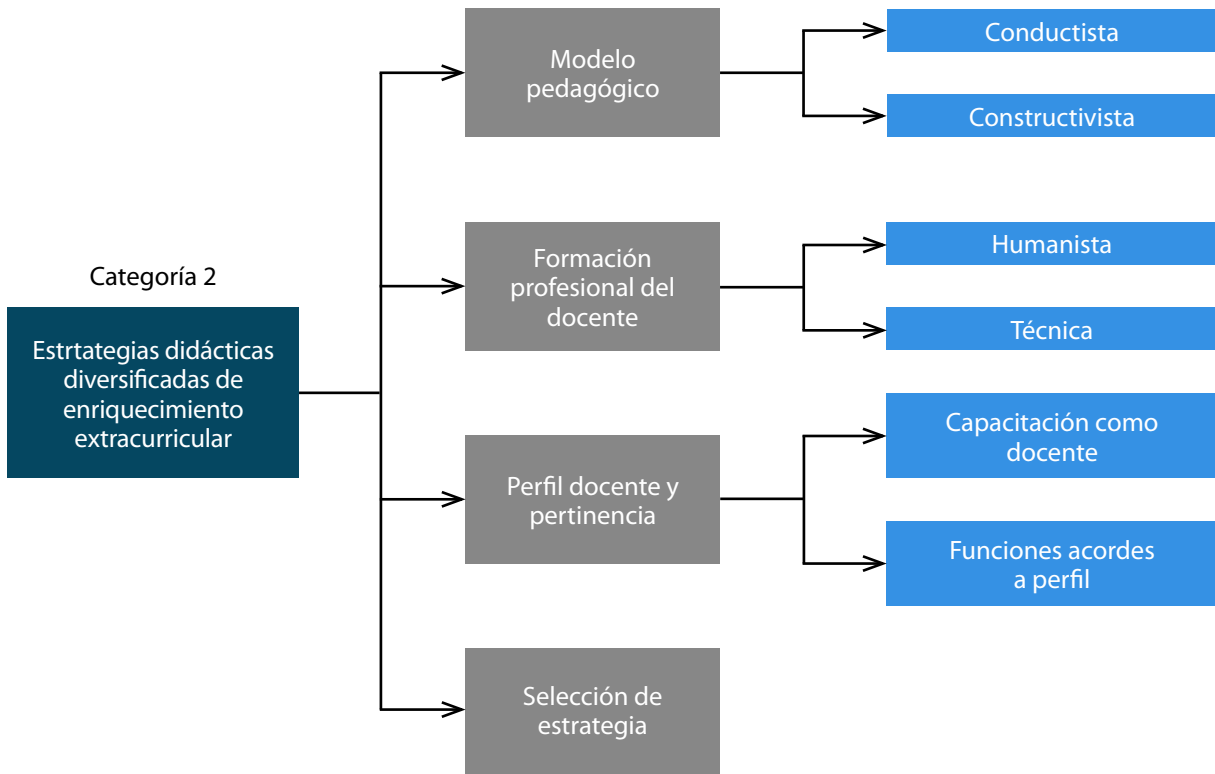 Categoría 2
Estrtategias didácticas
diversificadas de
enriquecimiento
extracurricular
Modelo
pedagógico
Conductista
Constructivista
Formación
profesional del
docente
Humanista
Técnica
Perfil docente y
pertinencia
Capacitación como
docente
Funciones acordes
a perfil
Selección de
estrategia